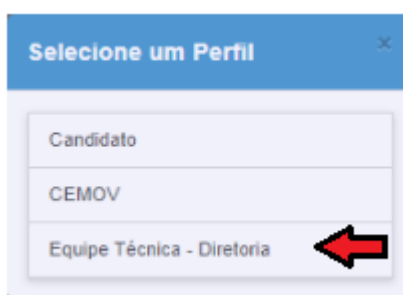 Selecione um Perfil
Candidato
CEMOV
Equipe Técnica - Diretoria